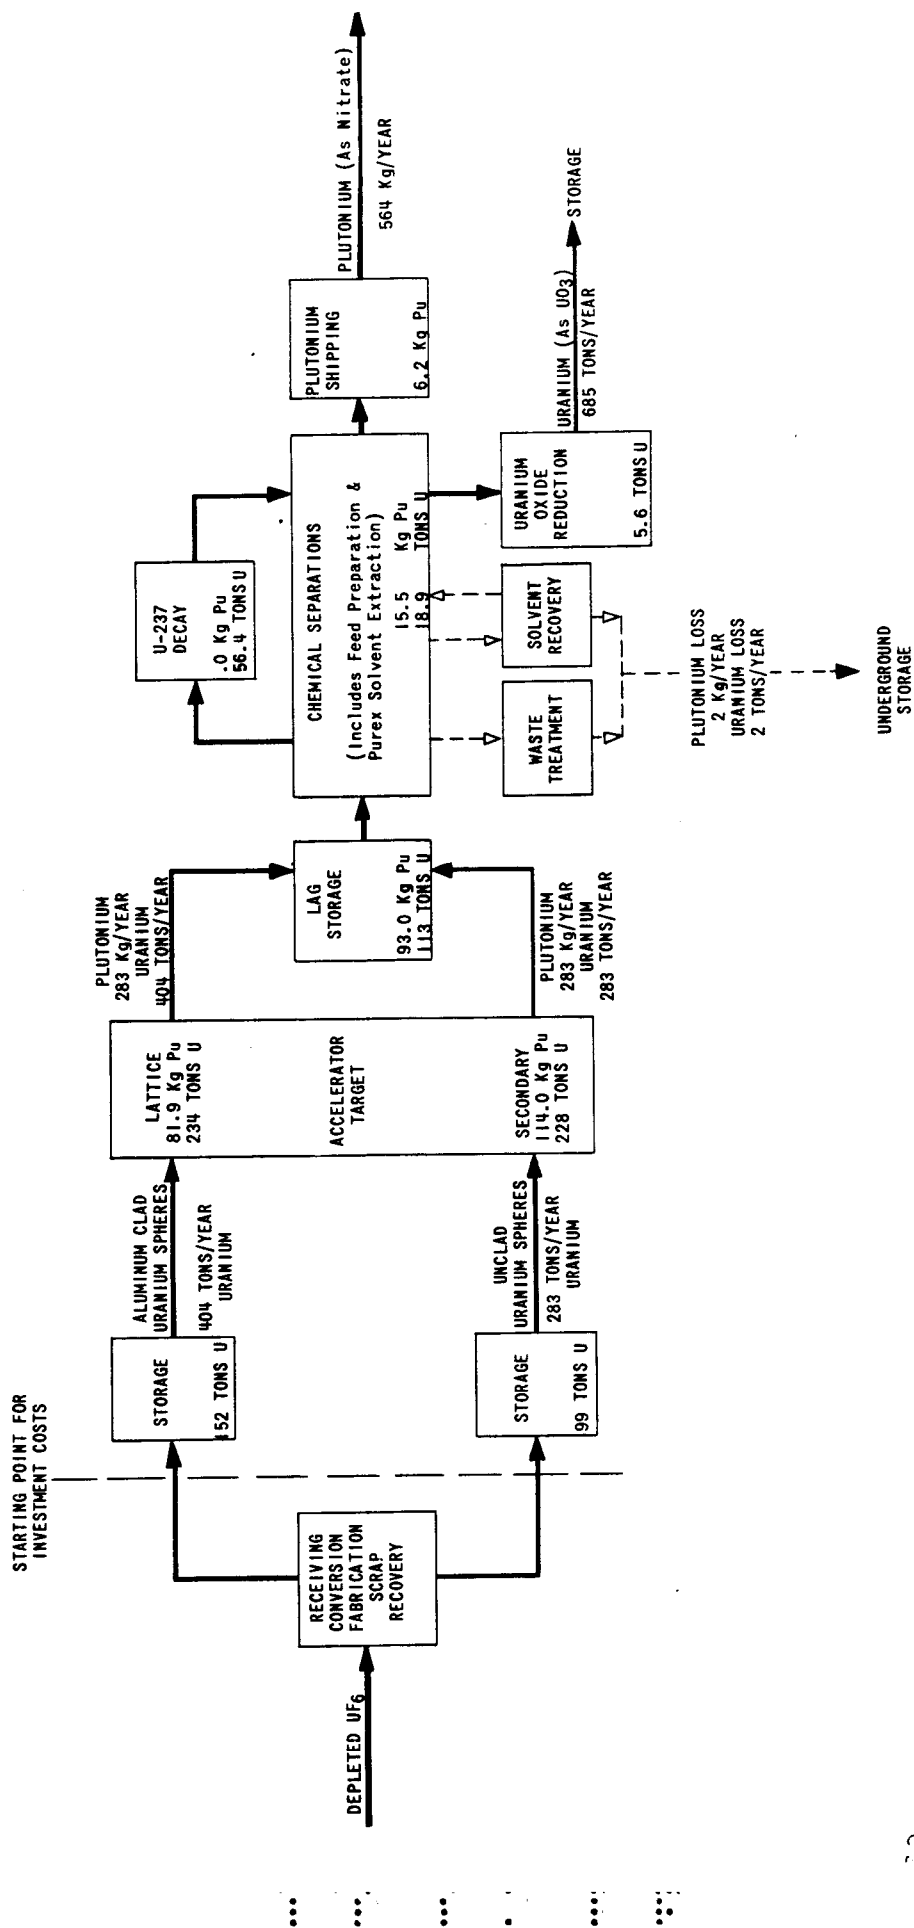 STARTING POINT FOR
INVESTMENT COSTS
DEPLETED UF6
RECEIVING
CONVERSION
FABRICATION
SCRAP
RECOVERY
STORAGE
152 TONS U
STORAGE
99 TONS U
ALUMINUM CLAD
URANIUM SPHERES
404 TONS/YEAR
URANIUM
UNCLAD
URANIUM SPHERES
283 TONS/YEAR
URANIUM
LATTICE
81.9 Kg Pu
234 TONS U
ACCELERATOR
TARGET
SECONDARY
114.0 Kg Pu
228 TONS U
PLUTONIUM
283 Kg/YEAR
URANIUM
404 TONS/YEAR
PLUTONIUM
283 Kg/YEAR
URANIUM
283 TONS/YEAR
LAG
STORAGE
93.0 Kg Pu
113 TONS U
U-237
DECAY
.0 Kg Pu
56.4 TONS U
CHEMICAL SEPARATIONS
(Includes Feed Preparation &
Purex Solvent Extraction)
15.5 Kg Pu
18.9 TONS U
WASTE
TREATMENT
SOLVENT
RECOVERY
URANIUM
OXIDE
REDUCTION
5.6 TONS U
PLUTONIUM
SHIPPING
6.2 Kg Pu
PLUTONIUM (As Nitrate)
564 Kg/YEAR
URANIUM (As UO3)
685 TONS/YEAR
STORAGE
PLUTONIUM LOSS
2 Kg/YEAR
URANIUM LOSS
2 TONS/YEAR
UNDERGROUND
STORAGE